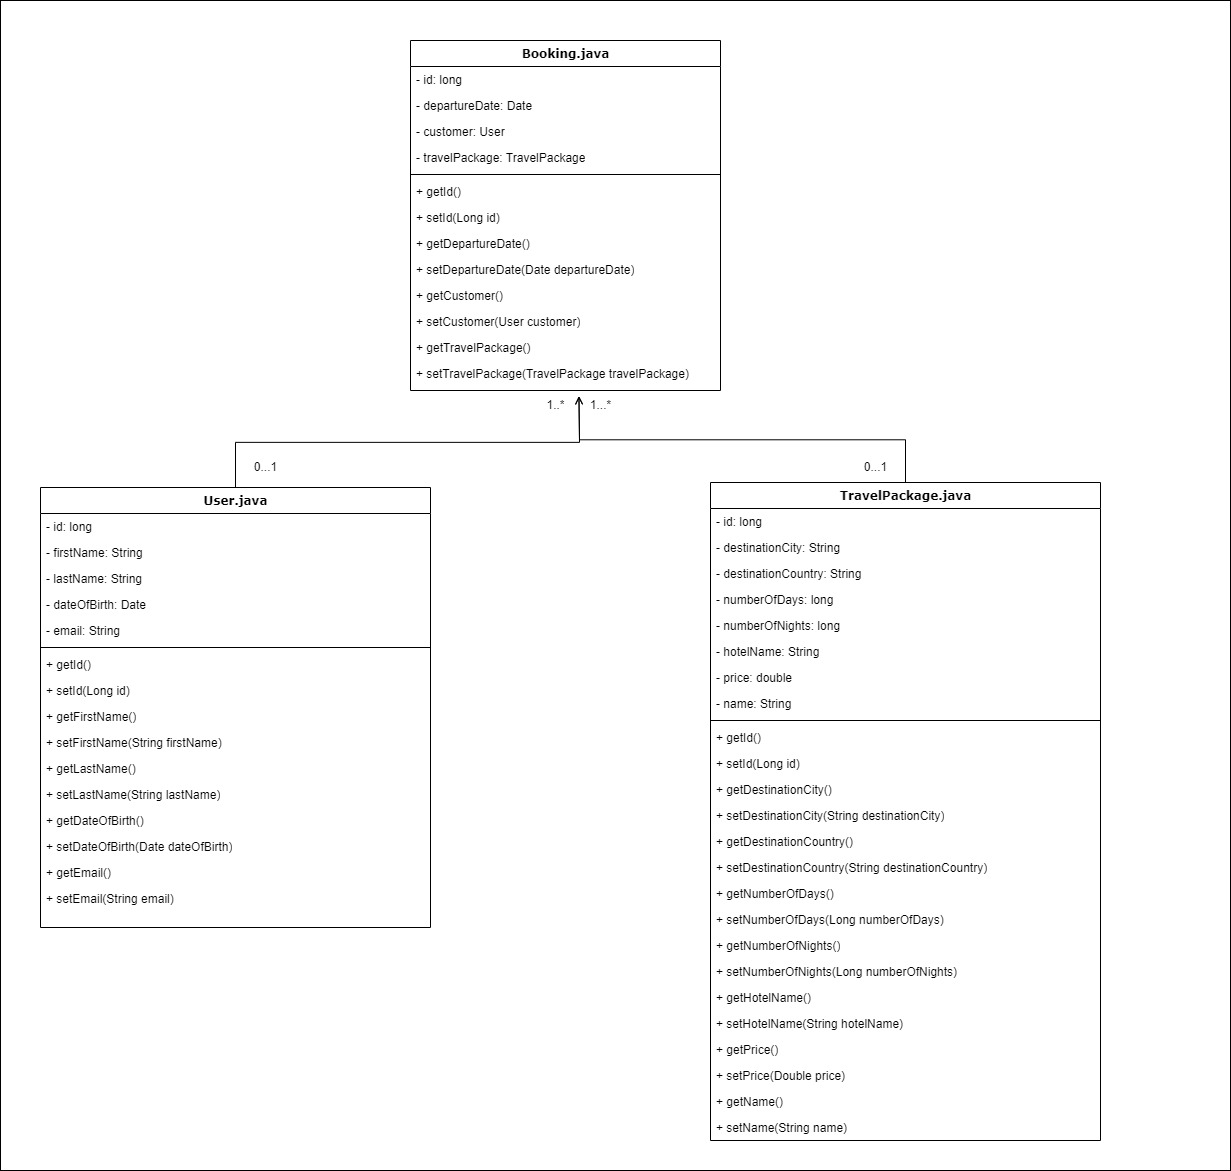 Booking.java
- id: long
- departureDate: Date
- customer: User
- travelPackage: TravelPackage
+ getId()
+ setId(Long id)
+ getDepartureDate()
+ setDepartureDate(Date departureDate)
+ getCustomer()
+ setCustomer(User customer)
+ getTravelPackage()
+ setTravelPackage(TravelPackage travelPackage)
1..*
1...*
0...1
0...1
User.java
- id: long
- firstName: String
- lastName: String
- dateOfBirth: Date
- email: String
+ getId()
+ setId(Long id)
+ getFirstName()
+ setFirstName(String firstName)
+ getLastName()
+ setLastName(String lastName)
+ getDateOfBirth()
+ setDateOfBirth(Date dateOfBirth)
+ getEmail()
+ setEmail(String email)
TravelPackage.java
- id: long
- destinationCity: String
- destinationCountry: String
- numberOfDays: long
- numberOfNights: long
- hotelName: String
- price: double
- name: String
+ getId()
+ setId(Long id)
+ getDestinationCity()
+ setDestinationCity(String destinationCity)
+ getDestinationCountry()
+ setDestinationCountry(String destinationCountry)
+ getNumberOfDays()
+ setNumberOfDays(Long numberOfDays)
+ getNumberOfNights()
+ setNumberOfNights(Long numberOfNights)
+ getHotelName()
+ setHotelName(String hotelName)
+ getPrice()
+ setPrice(Double price)
+ getName()
+ setName(String name)